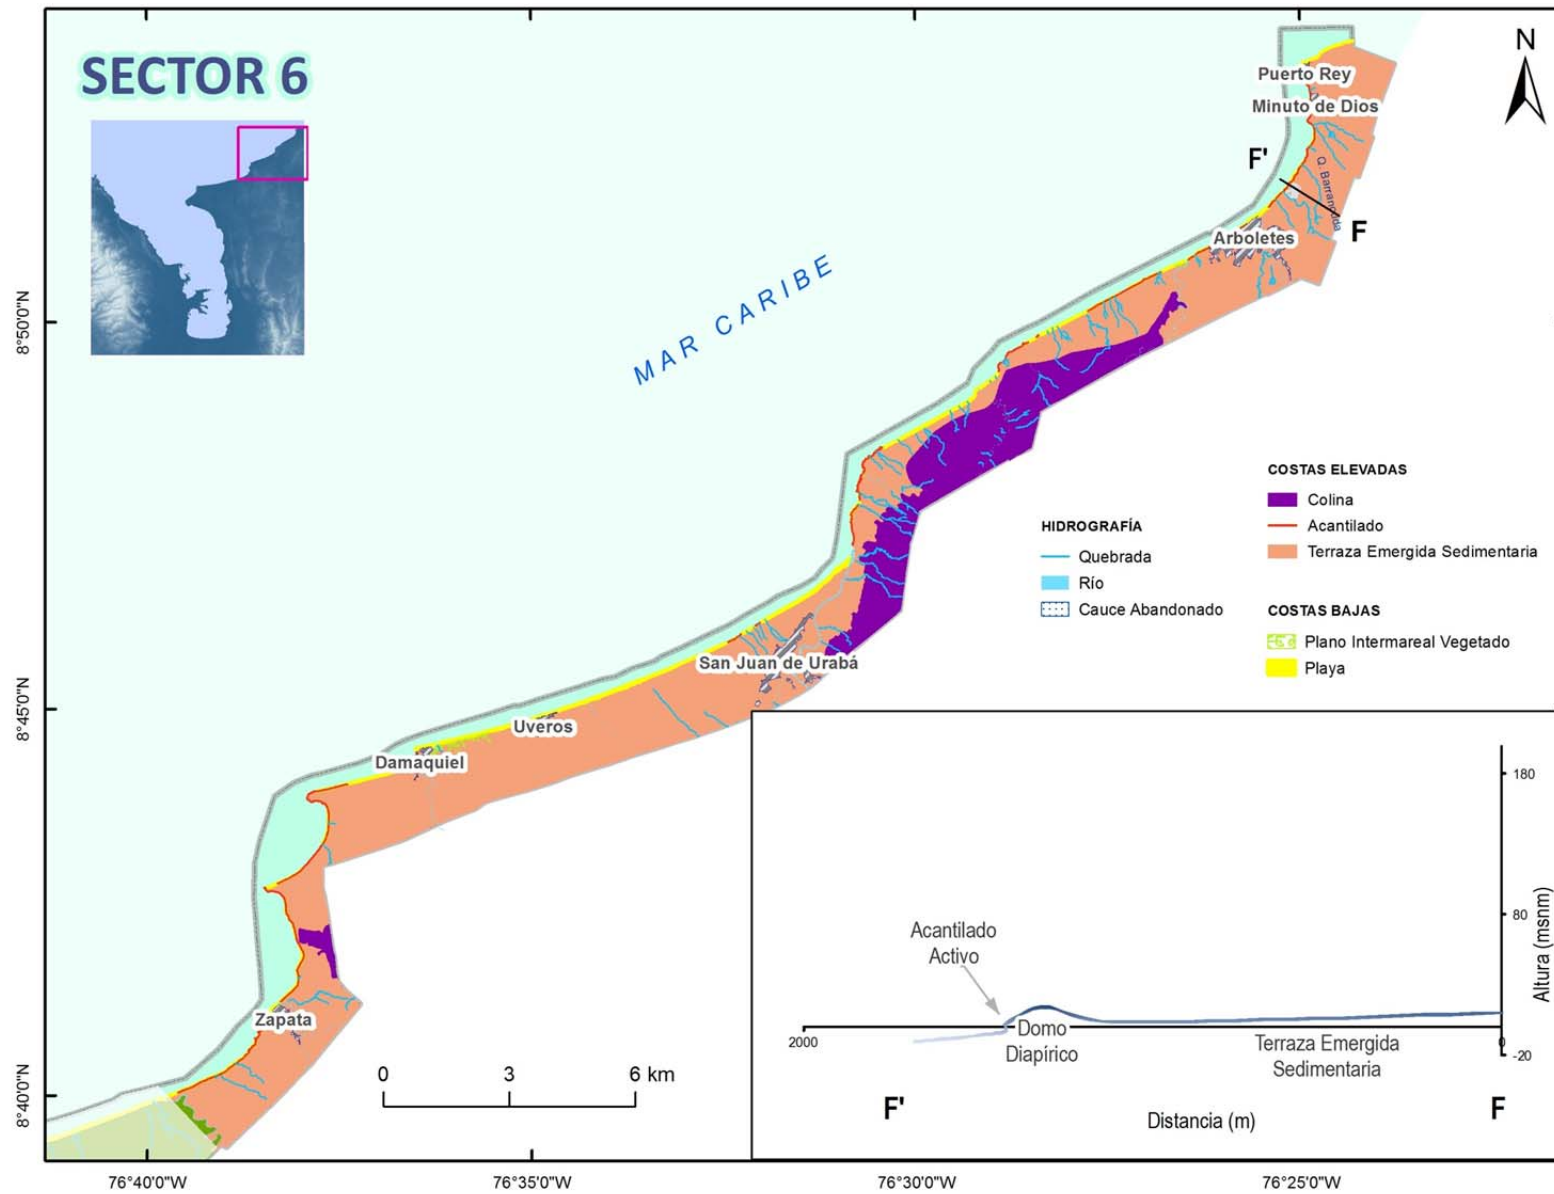 SECTOR 6
N
Puerto Rey
Minuto de Dios
F'
Q. Barranquida
F
Arboletes
MAR CARIBE
8°50'0"N
COSTAS ELEVADAS
Colina
Acantilado
Terraza Emergida Sedimentaria
HIDROGRAFÍA
Quebrada
Río
Cauce Abandonado
COSTAS BAJAS
Plano Intermareal Vegetado
Playa
San Juan de Urabá
8°45'0"N
Uveros
Damaquiel
Zapata
8°40'0"N
0 3 6 km
180
80
-20
Altura (msnm)
Acantilado
Activo
2000
0
Domo
Diapírico
Terraza Emergida
Sedimentaria
F'
Distancia (m)
F
76°40'0"W
76°35'0"W
76°30'0"W
76°25'0"W